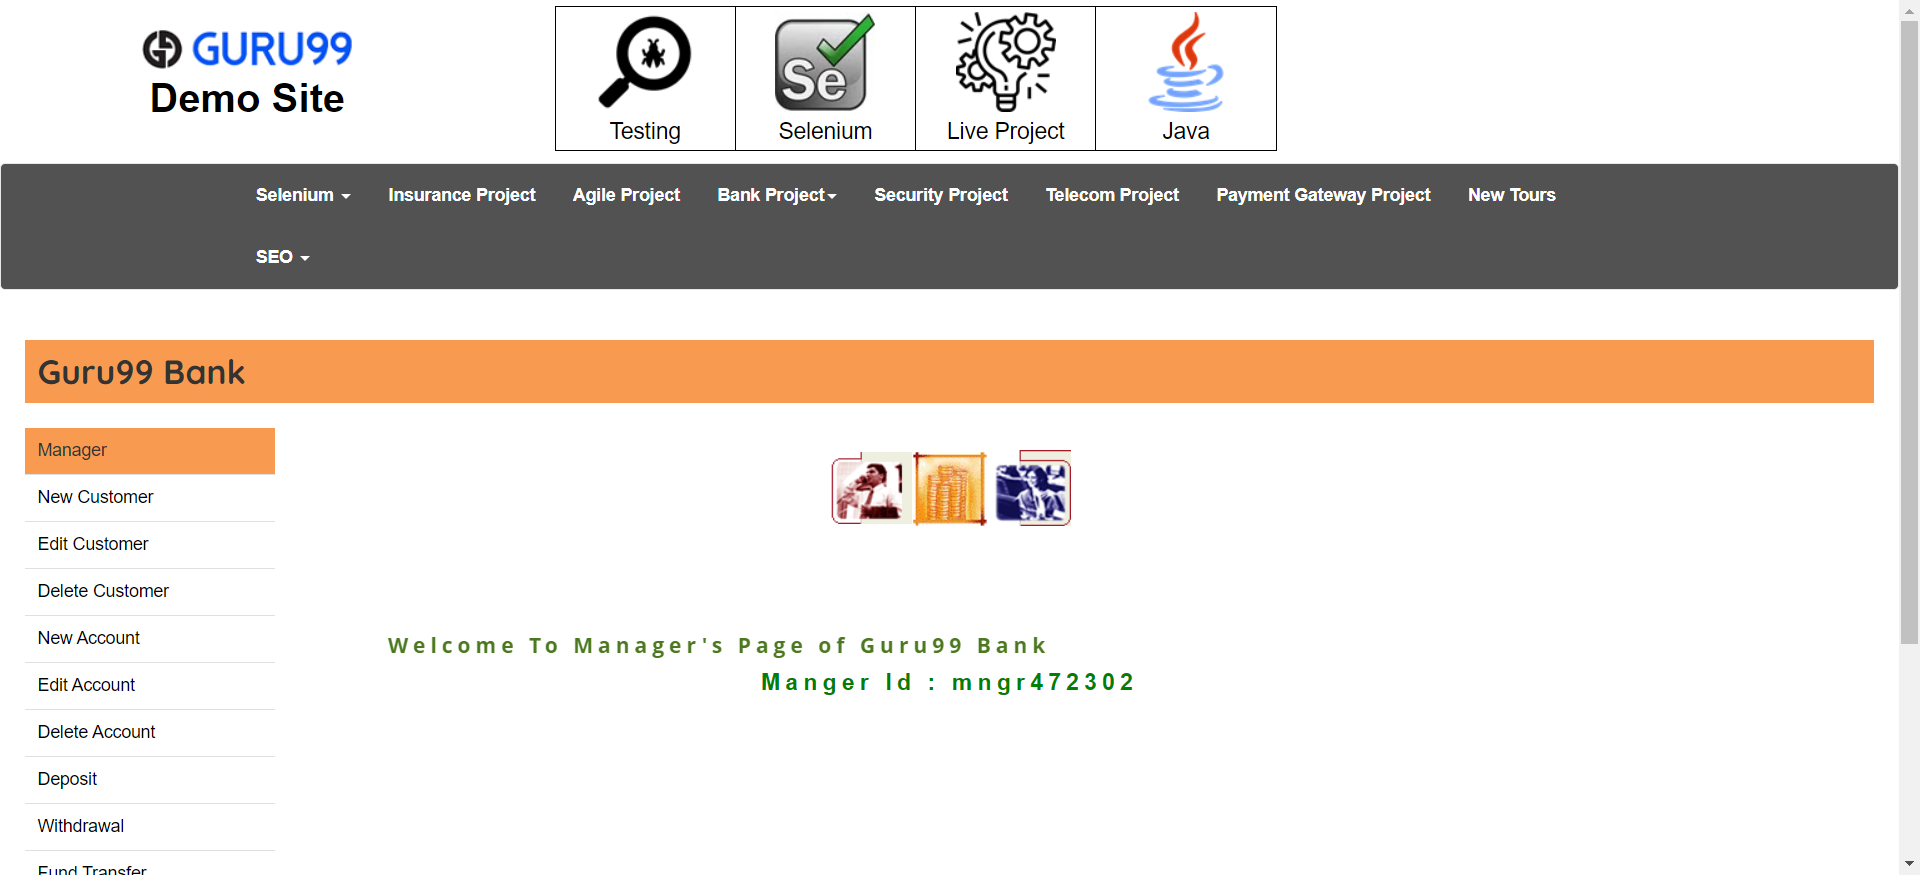 GURU99
Demo Site
Se
Testing
Selenium
Live Project
Java
Selenium
Insurance Project
Agile Project
Bank Project
Security Project
Telecom Project
Payment Gateway Project
New Tours
SEO
Guru99 Bank
Manager
New Customer
Edit Customer
Delete Customer
New Account
Edit Account
Delete Account
Deposit
Withdrawal
Fund Transfer
Welcome To Manager's Page of Guru99 Bank
Manger Id : mngr472302